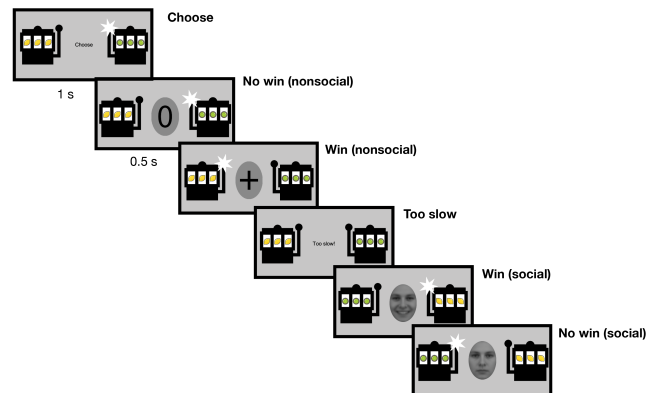 Choose
Choose
1 s
No win (nonsocial)
0
0.5 s
Win (nonsocial)
+
Too slow
Too slow!
Win (social)
No win (social)